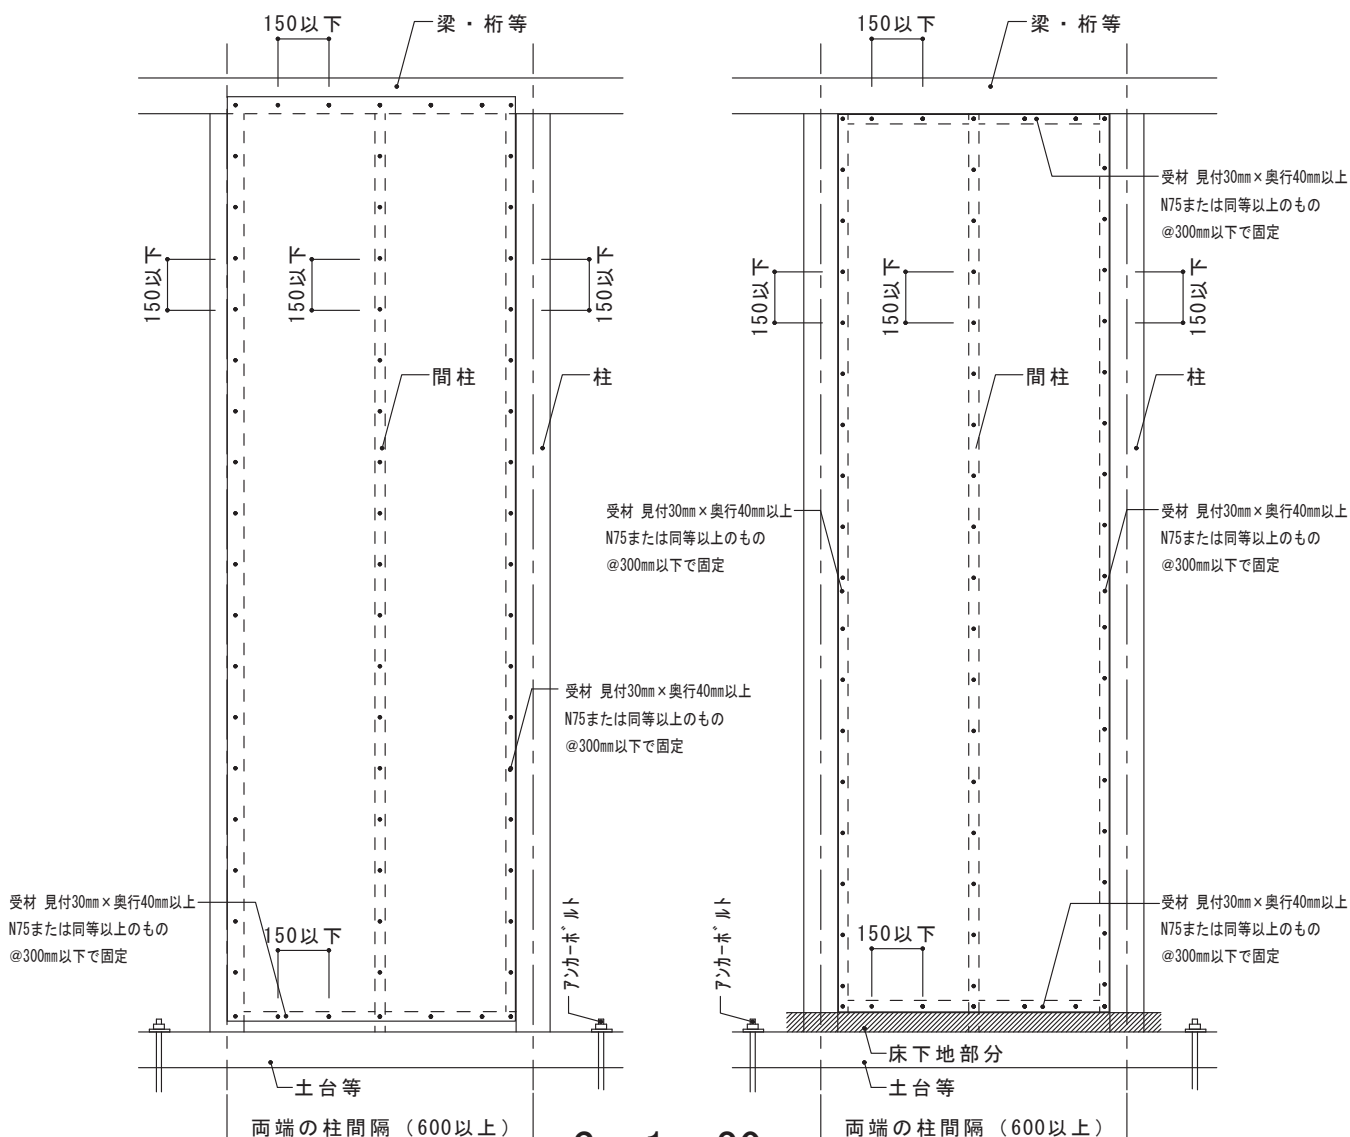 150以下
梁・桁等
150以下
150以下
150以下
間柱
柱
受材 見付30㎜×奥行40㎜以上
N75または同等以上のもの
@300㎜以下で固定
受材 見付30㎜×奥行40㎜以上
N75または同等以上のもの
@300㎜以下で固定
150以下
アンカーボルト
土台等
両端の柱間隔（600以上）
150以下
梁・桁等
受材 見付30㎜×奥行40㎜以上
N75または同等以上のもの
@300㎜以下で固定
150以下
150以下
150以下
間柱
柱
受材 見付30㎜×奥行40㎜以上
N75または同等以上のもの
@300㎜以下で固定
受材 見付30㎜×奥行40㎜以上
N75または同等以上のもの
@300㎜以下で固定
受材 見付30㎜×奥行40㎜以上
N75または同等以上のもの
@300㎜以下で固定
150以下
アンカーボルト
床下地部分
土台等
両端の柱間隔（600以上）